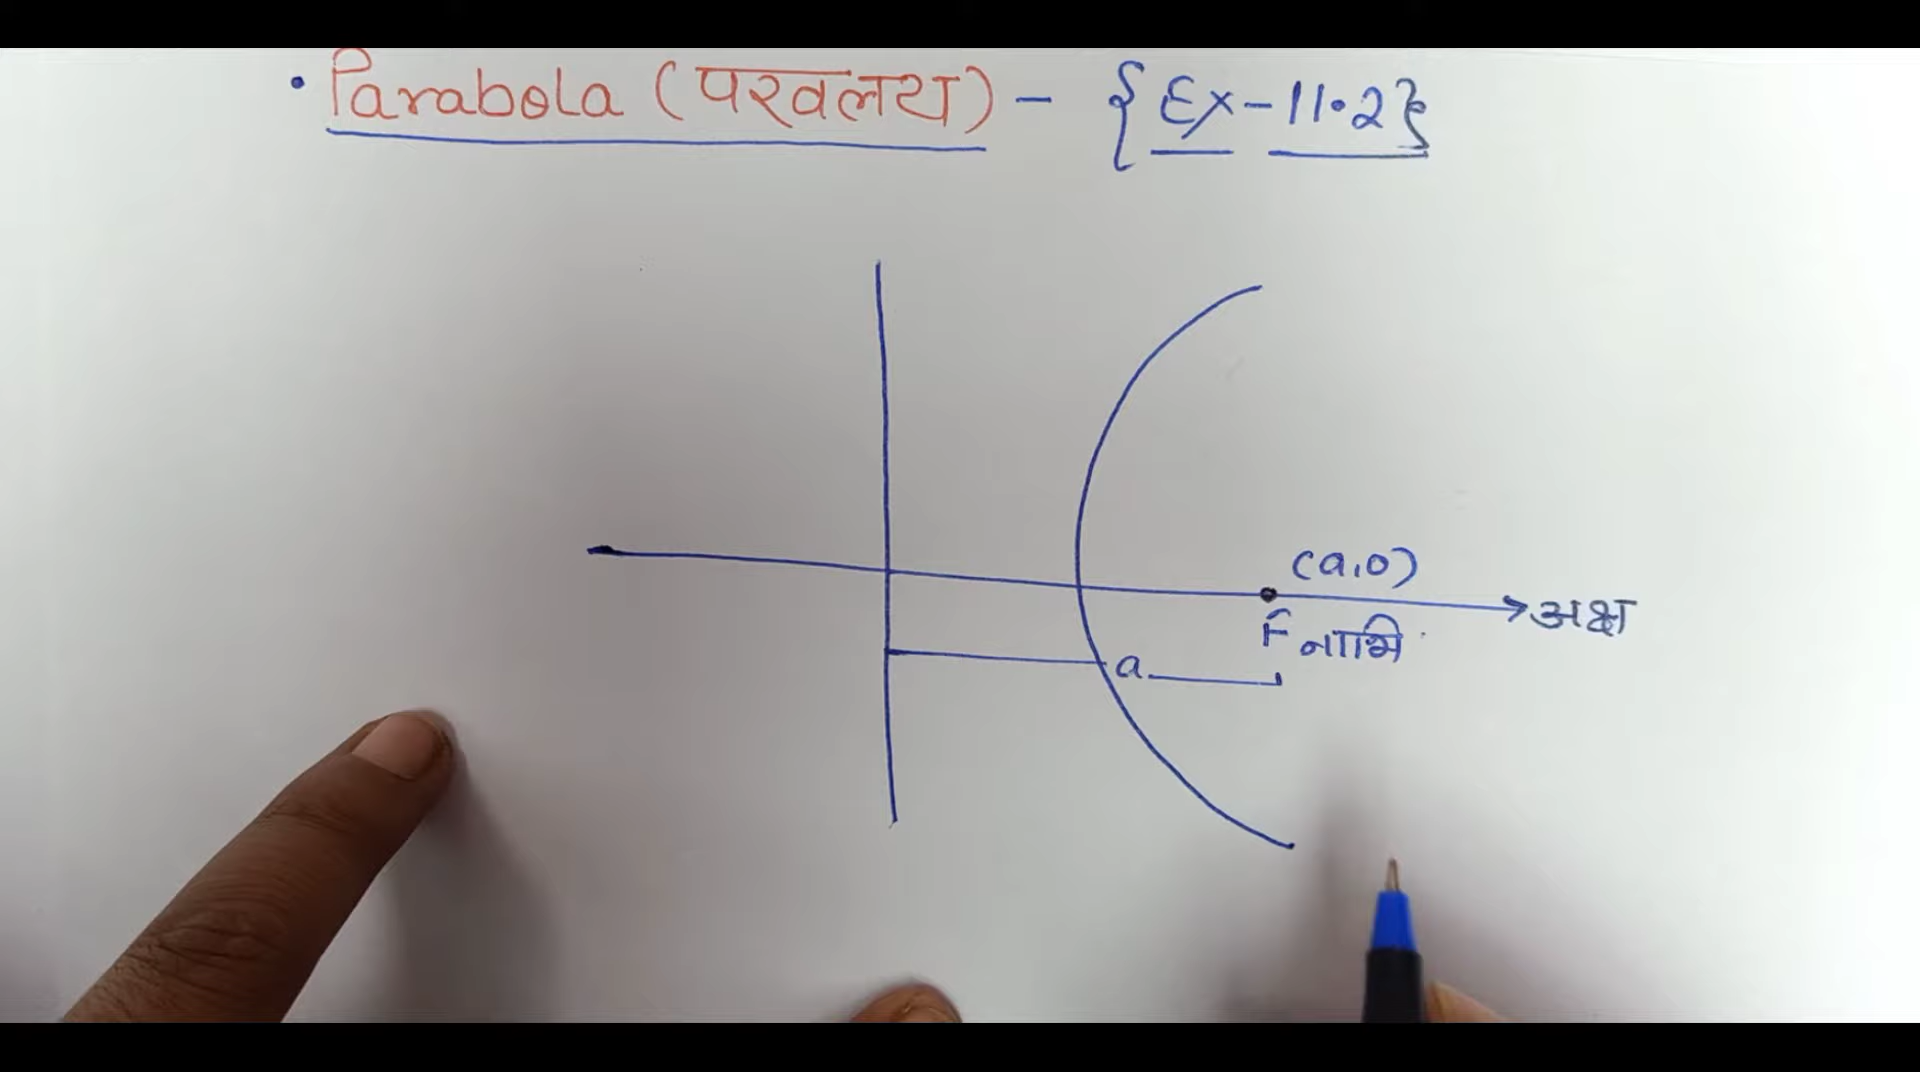 • Parabola (परवलय) – {Ex – 11.2}
(a,0)
अक्ष
F नाभि
a